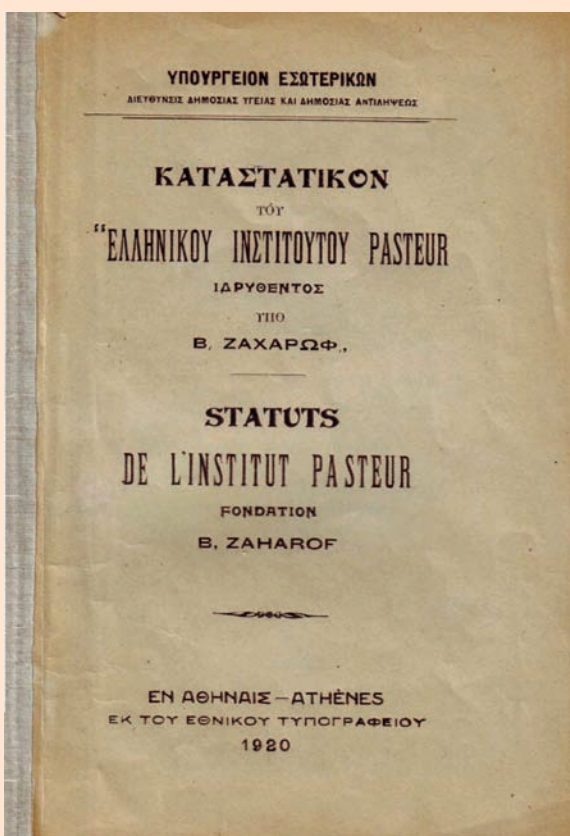 ΥΠΟΥΡΓΕΙΟΝ ΕΣΩΤΕΡΙΚΩΝ
ΔΙΕΥΘΥΝΣΙΣ ΔΗΜΟΣΙΑΣ ΥΓΕΙΑΣ ΚΑΙ ΔΗΜΟΣΙΑΣ ΑΝΤΙΛΗΨΕΩΣ
ΚΑΤΑΣΤΑΤΙΚΟΝ
ΤΟΥ
“ΕΛΛΗΝΙΚΟΥ ΙΝΣΤΙΤΟΥΤΟΥ PASTEUR
ΙΔΡΥΘΕΝΤΟΣ
ΥΠΟ
Β, ΖΑΧΑΡΩΦ,,
STATUTS
DE L'INSTITUT PASTEUR
FONDATION
B, ZAHAROF
ΕΝ ΑΘΗΝΑΙΣ – ATHÈNES
ΕΚ ΤΟΥ ΕΘΝΙΚΟΥ ΤΥΠΟΓΡΑΦΕΙΟΥ
1920